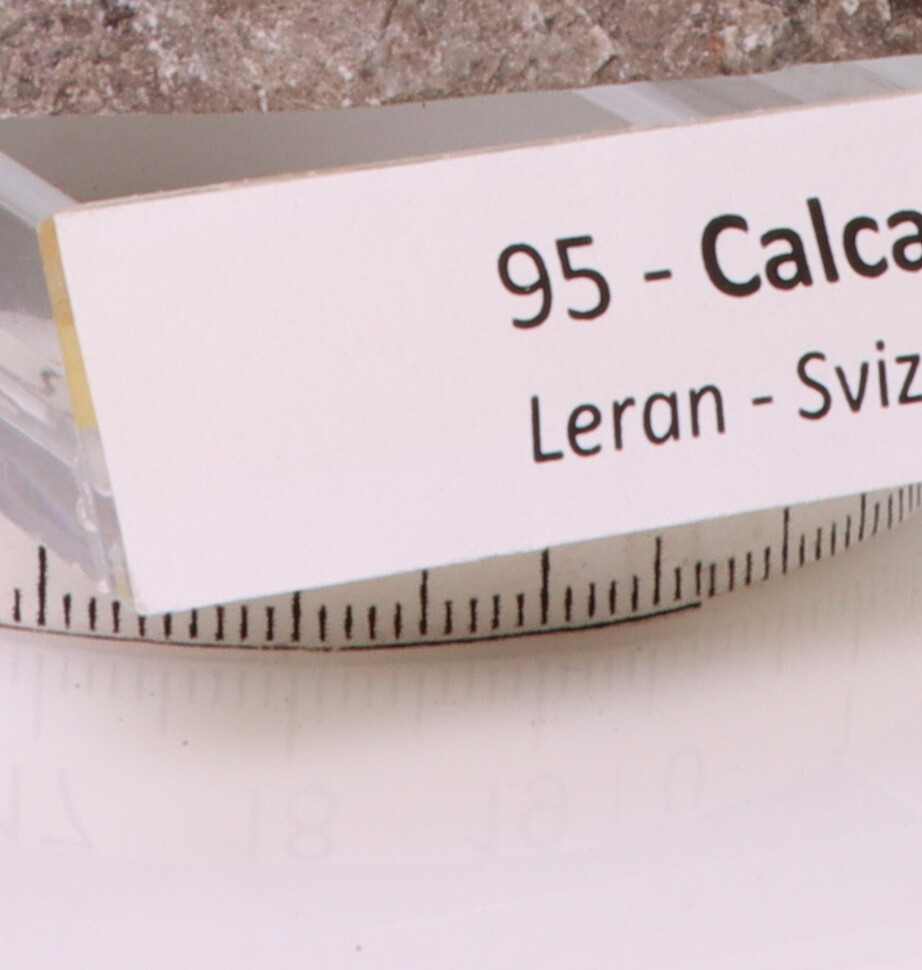 95 - Calca
Leran - Sviz